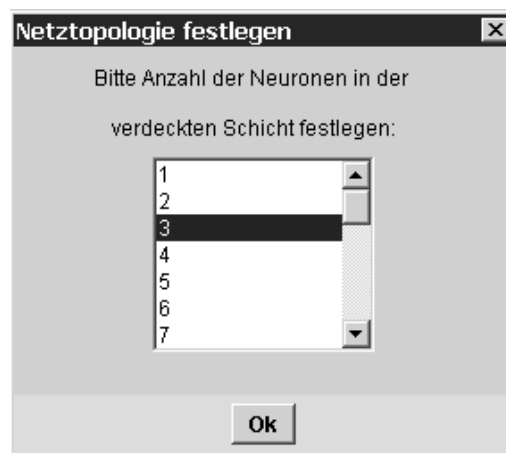 Netztopologie festlegen
Bitte Anzahl der Neuronen in der
verdeckten Schicht festlegen:
1
2
3
4
5
6
7
Ok